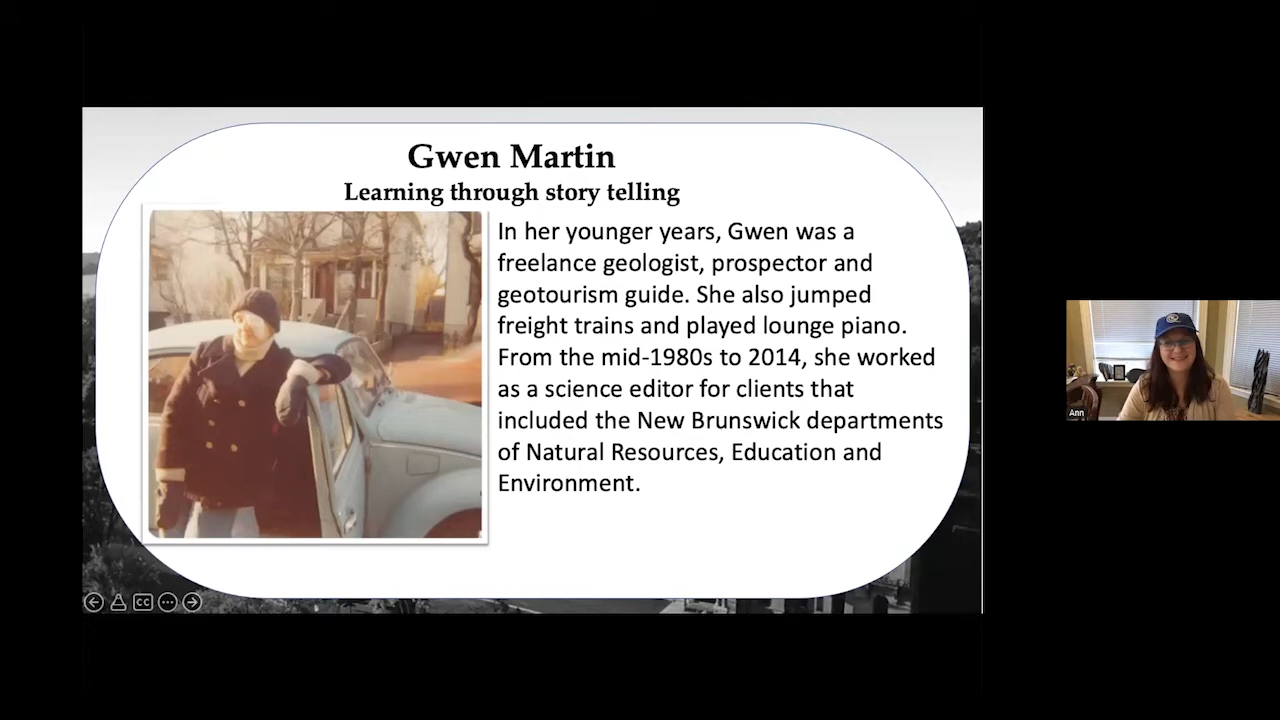 Gwen Martin
Learning through story telling
In her younger years, Gwen was a
freelance geologist, prospector and
geotourism guide. She also jumped
freight trains and played lounge piano.
From the mid-1980s to 2014, she worked
as a science editor for clients that
included the New Brunswick departments
of Natural Resources, Education and
Environment.
Ann
CC